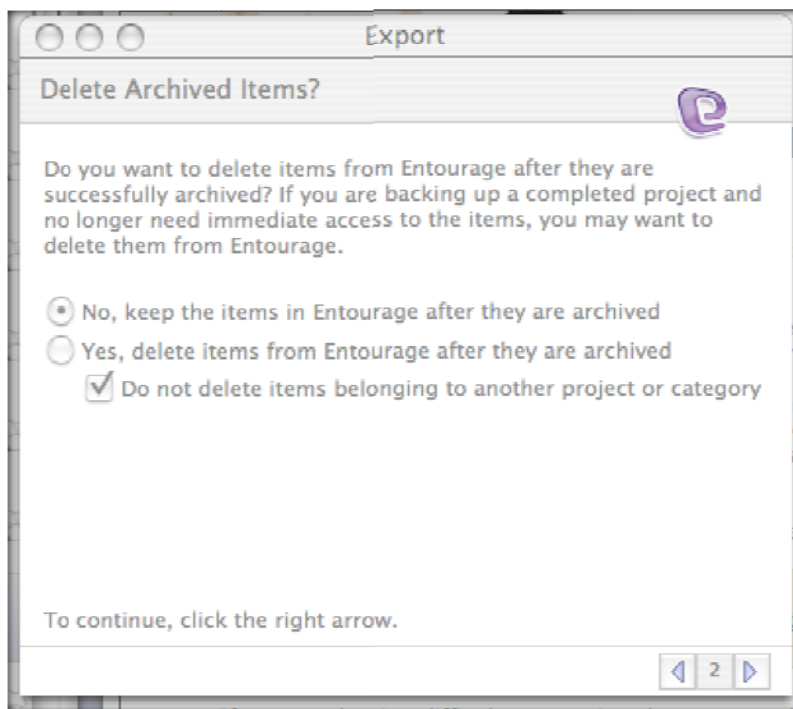 Export
Delete Archived Items?
Do you want to delete items from Entourage after they are
successfully archived? If you are backing up a completed project and
no longer need immediate access to the items, you may want to
delete them from Entourage.
No, keep the items in Entourage after they are archived
Yes, delete items from Entourage after they are archived
Do not delete items belonging to another project or category
To continue, click the right arrow.
2